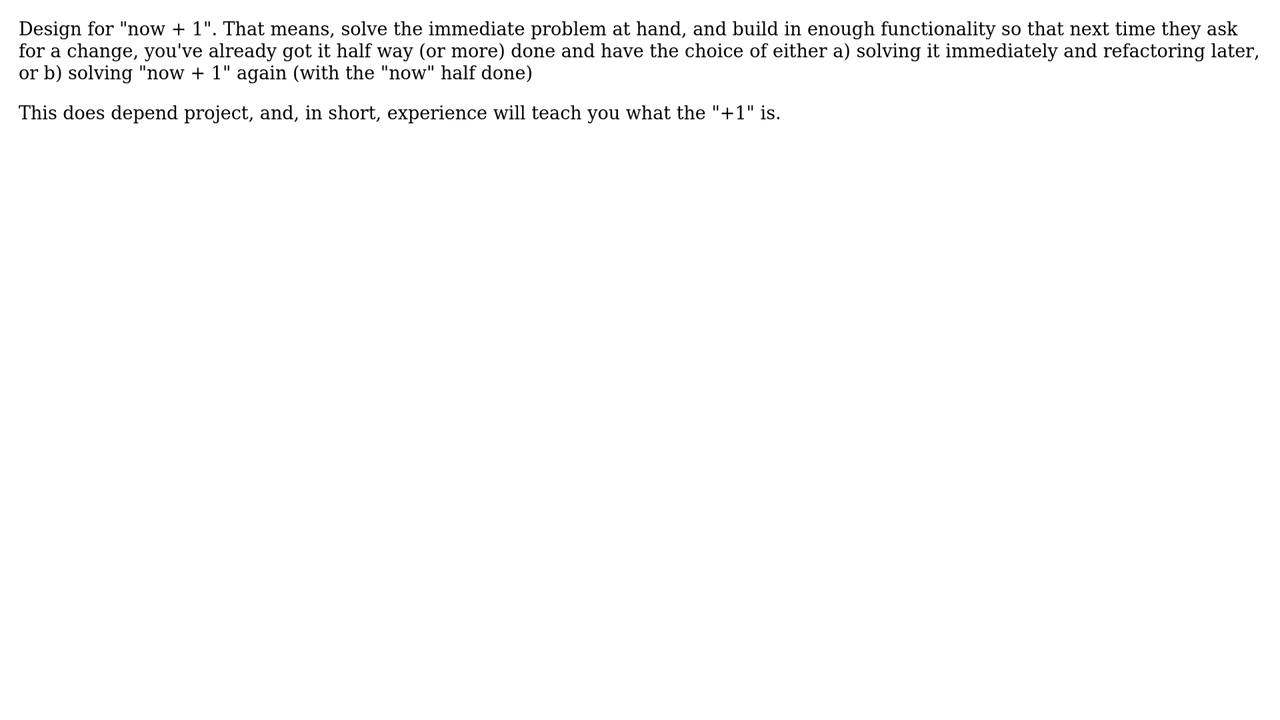 Design for "now + 1". That means, solve the immediate problem at hand, and build in enough functionality so that next time they ask
for a change, you've already got it half way (or more) done and have the choice of either a) solving it immediately and refactoring later,
or b) solving "now + 1" again (with the "now" half done)
This does depend project, and, in short, experience will teach you what the "+1" is.